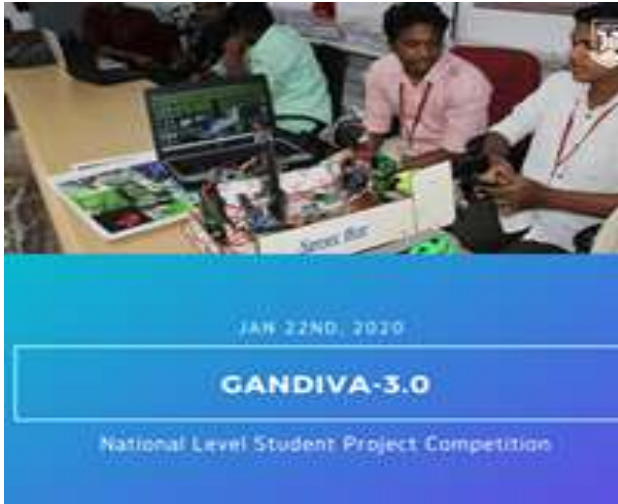 JAN 22ND, 2020
GANDIVA-3.0
National Level Student Project Competition